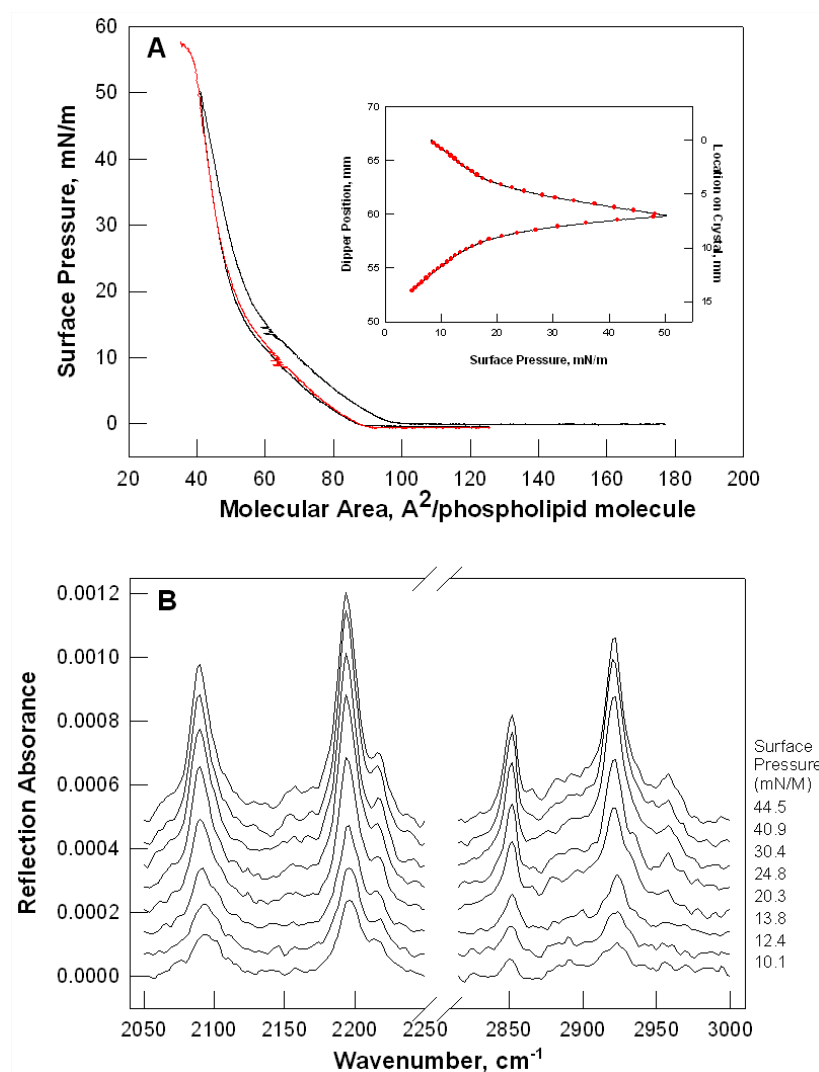 A
60
50
40
30
20
10
0
Surface Pressure, mN/m
20 40 60 80 100 120 140 160 180 200
Molecular Area, A²/phospholipid molecule
70
65
60
55
50
Dipper Position, mm
0
5
10
15
Location on Crystal, mm
0 10 20 30 40 50
Surface Pressure, mN/m
B
0.0012
0.0010
0.0008
0.0006
0.0004
0.0002
0.0000
Reflection Absorance
Surface
Pressure
(mN/M)
44.5
40.9
30.4
24.8
20.3
13.8
12.4
10.1
2050 2100 2150 2200 2250 2850 2900 2950 3000
Wavenumber, cm⁻¹